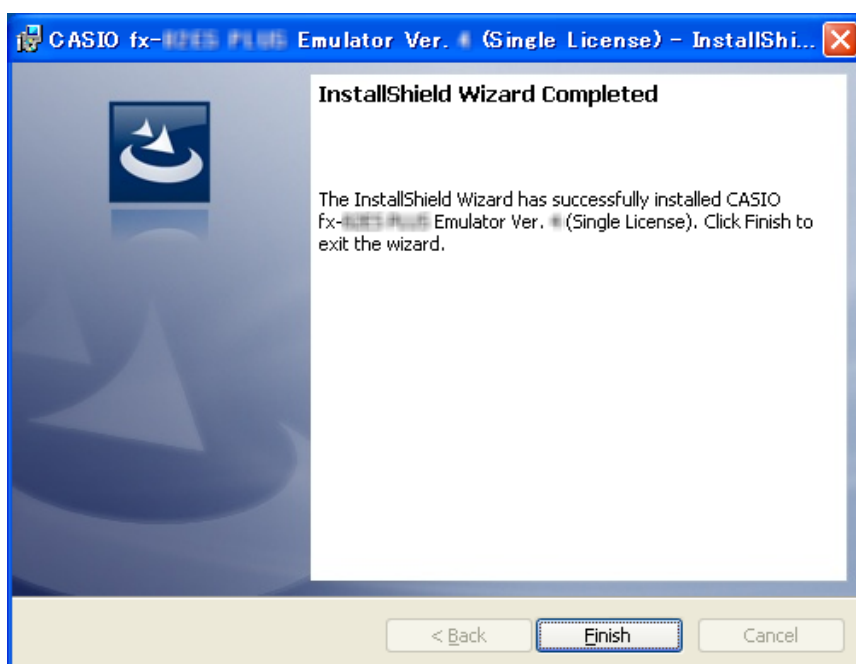 CASIO fx- Emulator Ver. (Single License) - InstallShi...
InstallShield Wizard Completed
The InstallShield Wizard has successfully installed CASIO
fx- Emulator Ver. (Single License). Click Finish to
exit the wizard.
< Back
Finish
Cancel